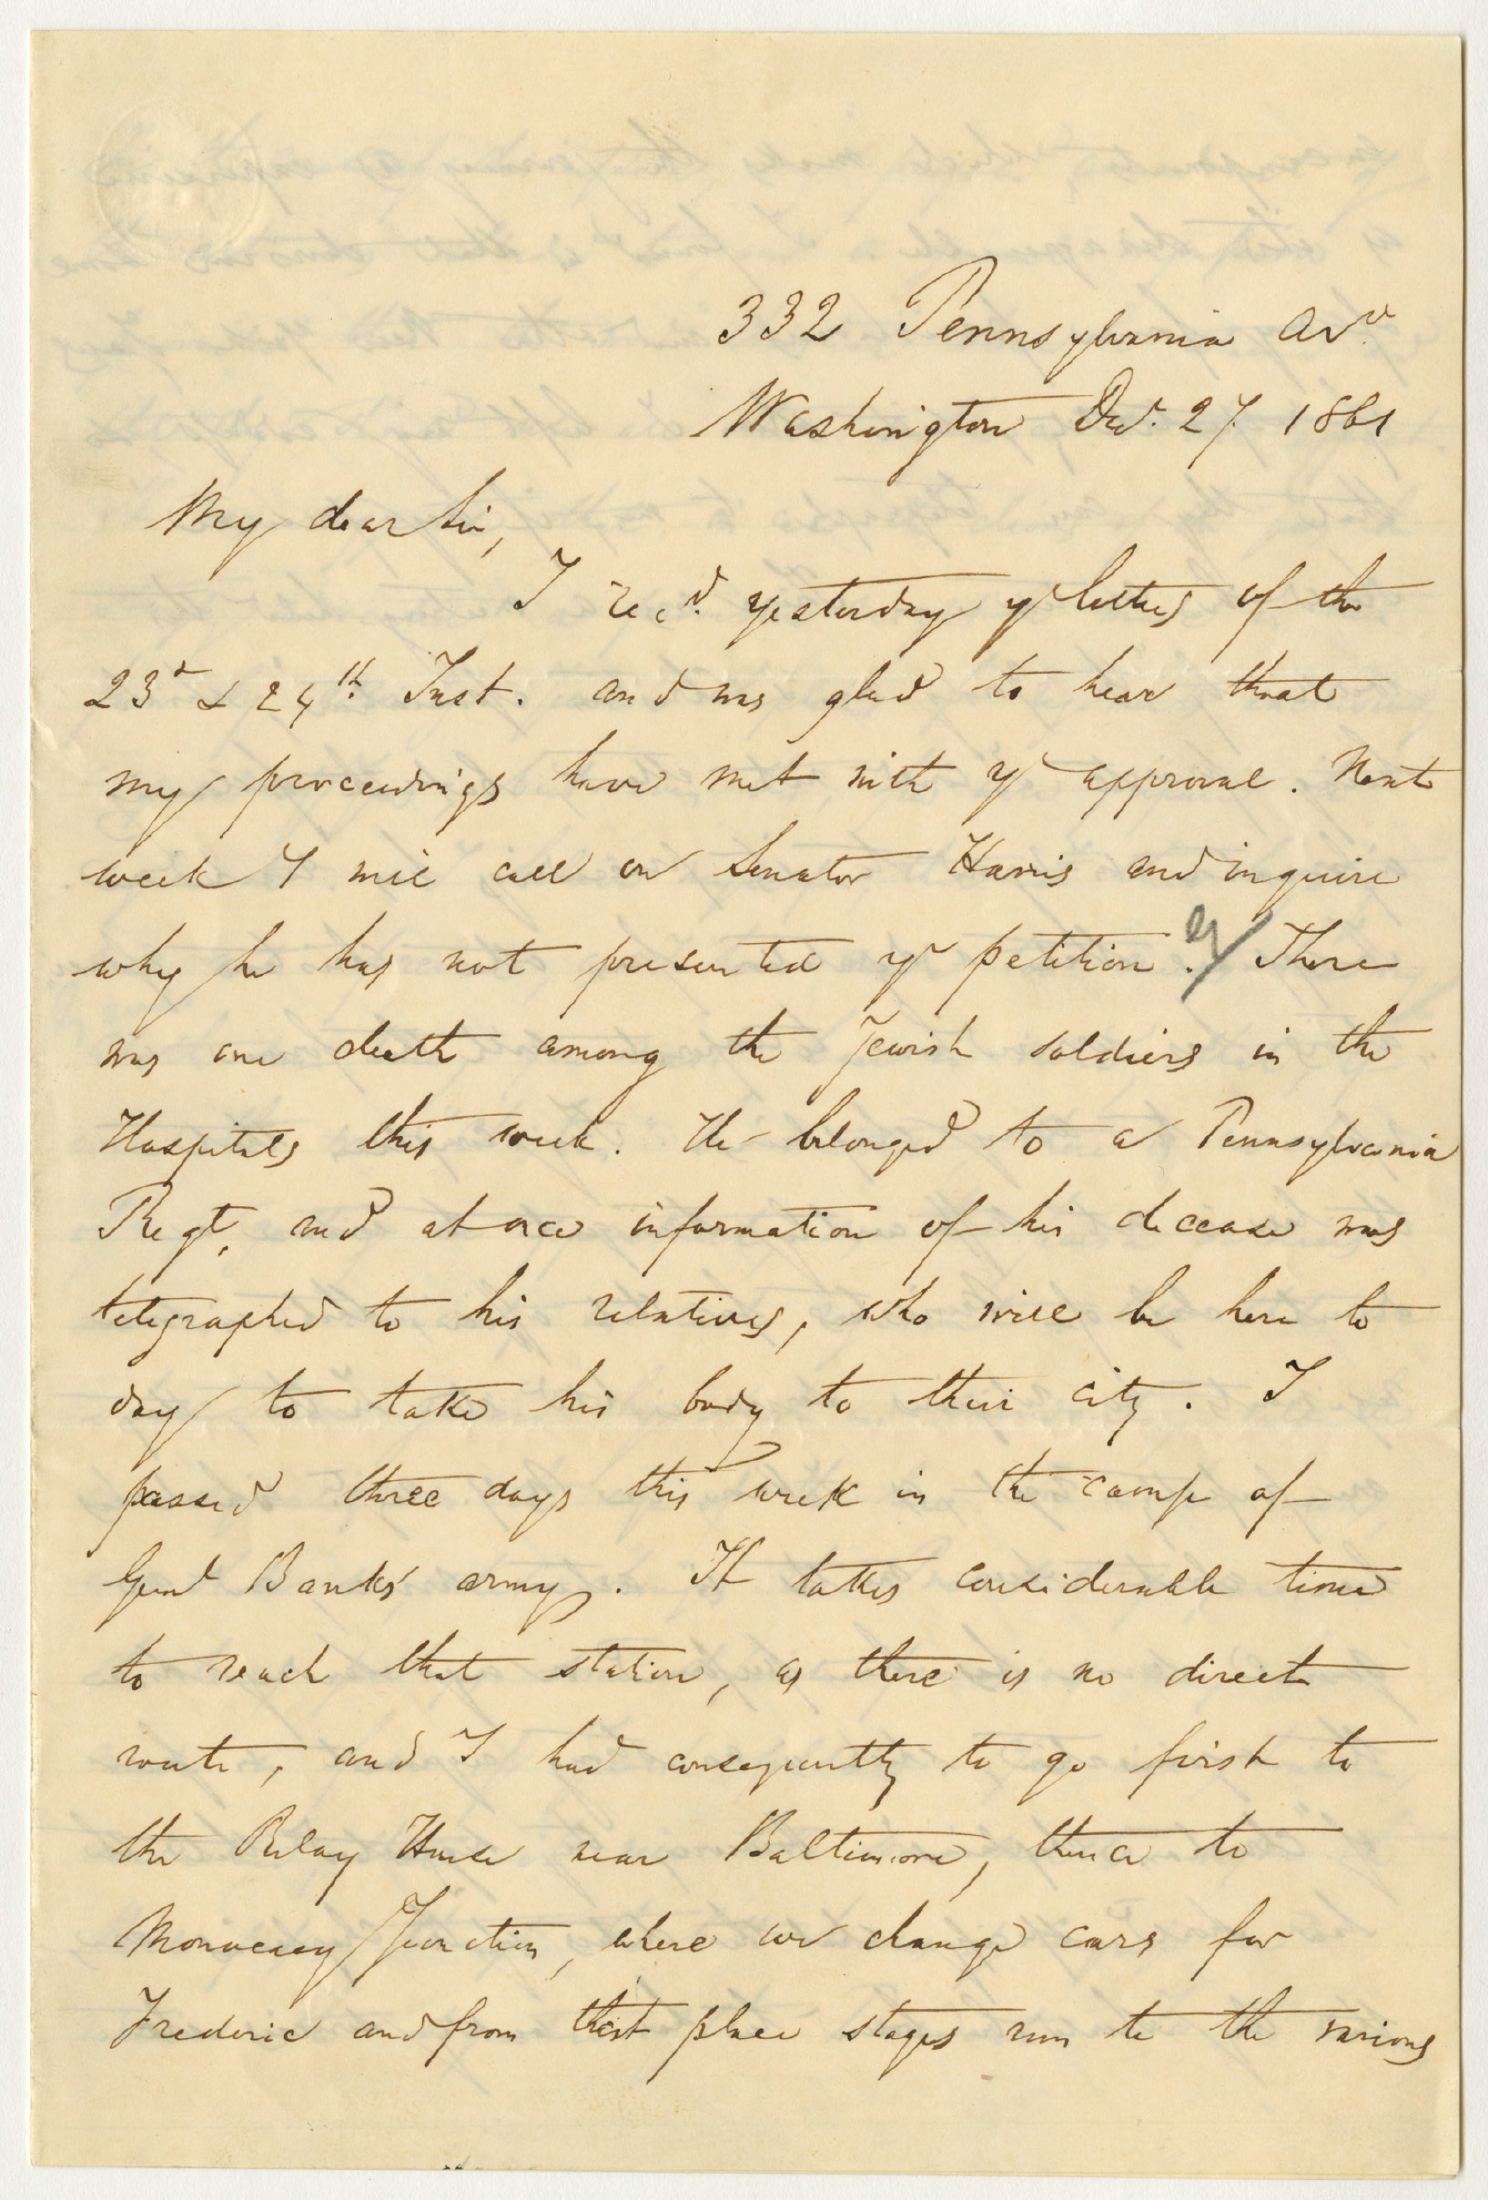 332 Pennsylvania Ave.
Washington Dec. 27. 1861
My dear Sir,
I recd. yesterday yr letters of the
23d & 24th. Inst. and was glad to hear that
my proceedings have met with yr approval. Next
week I will call on Senator Harris and inquire
why he has not presented yr petition. There
was one death among the Jewish soldiers in the
Hospitals this week. He belonged to a Pennsylvania
Regt, and at once information of his decease was
telegraphed to his relatives, who will be here to
day to take his body to their city. I
passed three days this week in the camp of
Genl Banks' army. It takes considerable time
to reach that station, as there is no direct
route, and I had consequently to go first to
the Relay House near Baltimore, thence to
Monocacy Junction, where we change cars for
Frederic and from that place stages run to the various